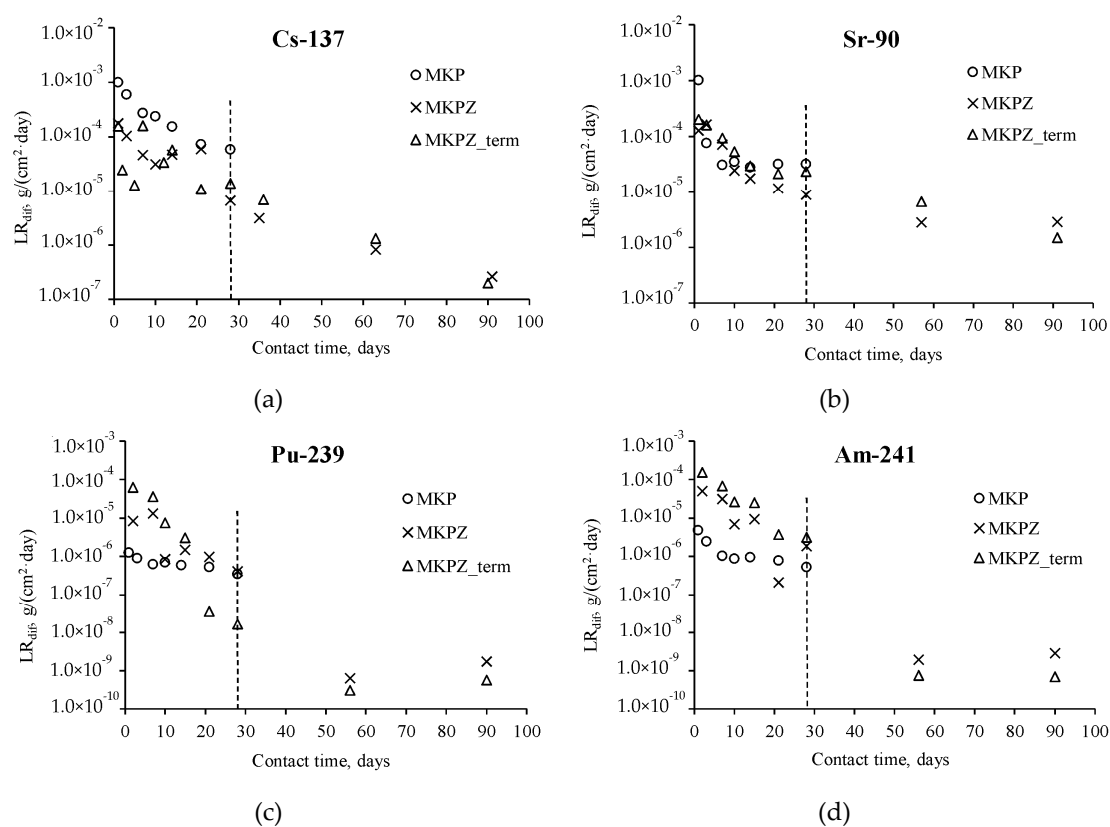 Cs-137
LR_dif, g/(cm²·day)
1.0×10⁻²
1.0×10⁻³
1.0×10⁻⁴
1.0×10⁻⁵
1.0×10⁻⁶
1.0×10⁻⁷
MKP
MKPZ
MKPZ_term
0 10 20 30 40 50 60 70 80 90 100
Contact time, days
(a)
Sr-90
LR_dif, g/(cm²·day)
1.0×10⁻²
1.0×10⁻³
1.0×10⁻⁴
1.0×10⁻⁵
1.0×10⁻⁶
1.0×10⁻⁷
MKP
MKPZ
MKPZ_term
0 10 20 30 40 50 60 70 80 90 100
Contact time, days
(b)
Pu-239
LR_dif, g/(cm²·day)
1.0×10⁻³
1.0×10⁻⁴
1.0×10⁻⁵
1.0×10⁻⁶
1.0×10⁻⁷
1.0×10⁻⁸
1.0×10⁻⁹
1.0×10⁻¹⁰
MKP
MKPZ
MKPZ_term
0 10 20 30 40 50 60 70 80 90 100
Contact time, days
(c)
Am-241
LR_dif, g/(cm²·day)
1.0×10⁻³
1.0×10⁻⁴
1.0×10⁻⁵
1.0×10⁻⁶
1.0×10⁻⁷
1.0×10⁻⁸
1.0×10⁻⁹
1.0×10⁻¹⁰
MKP
MKPZ
MKPZ_term
0 10 20 30 40 50 60 70 80 90 100
Contact time, days
(d)